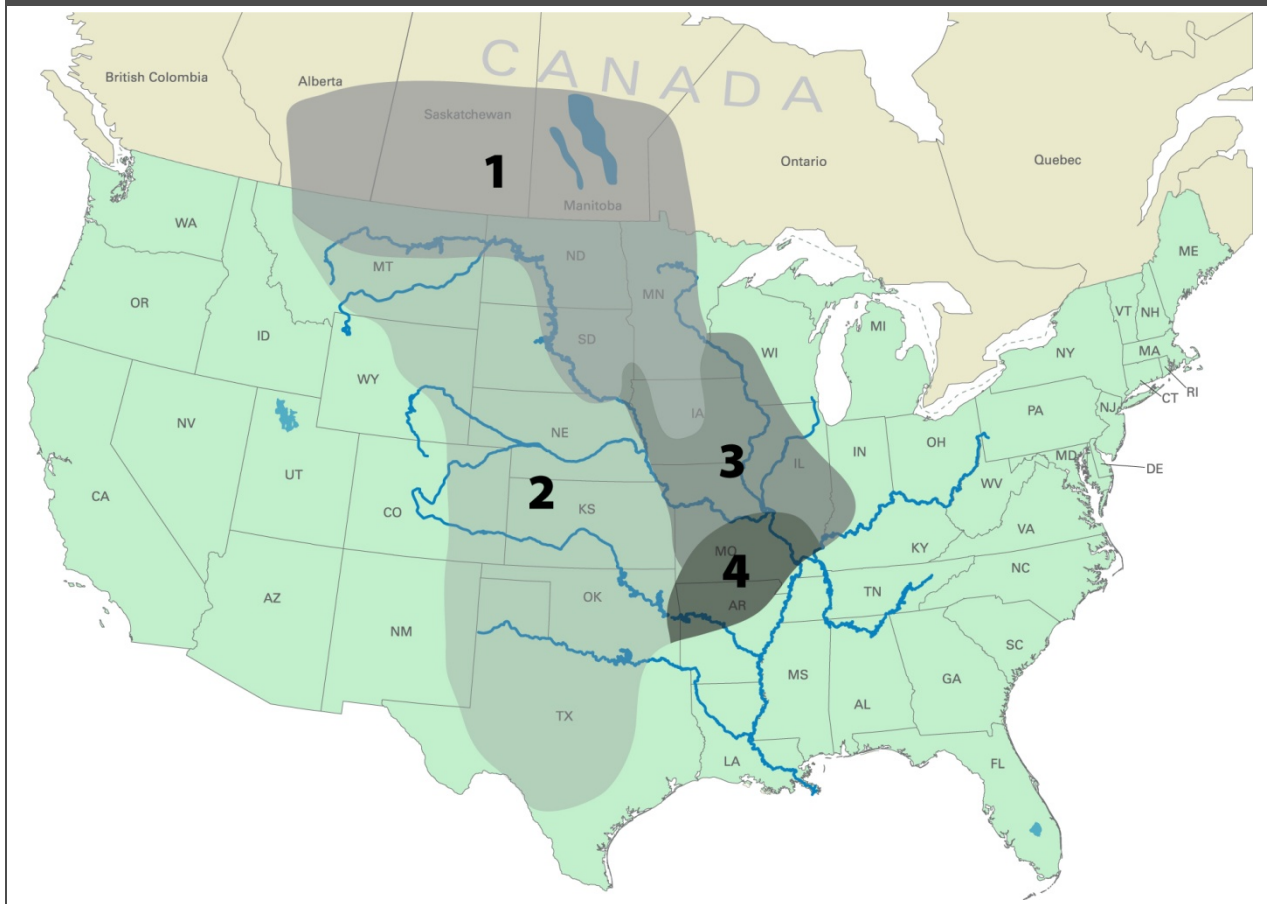 CANADA
British Colombia
Alberta
Saskatchewan
Manitoba
Ontario
Quebec
1
WA
MT
ND
MN
OR
ID
SD
WI
MI
ME
VT
NH
NY
MA
CT
RI
WY
IA
NE
NV
UT
CO
2
KS
3
IL
IN
OH
PA
NJ
MD
DE
CA
WV
VA
MO
4
KY
NC
AZ
NM
OK
AR
TN
SC
TX
MS
AL
GA
LA
FL